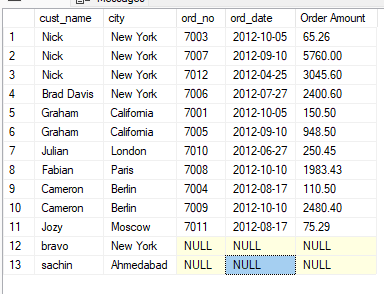 cust_name city ord_no ord_date Order Amount
1 Nick New York 7003 2012-10-05 65.26
2 Nick New York 7007 2012-09-10 5760.00
3 Nick New York 7012 2012-04-25 3045.60
4 Brad Davis New York 7006 2012-07-27 2400.60
5 Graham California 7001 2012-10-05 150.50
6 Graham California 7005 2012-09-10 948.50
7 Julian London 7010 2012-06-27 250.45
8 Fabian Paris 7008 2012-10-10 1983.43
9 Cameron Berlin 7004 2012-08-17 110.50
10 Cameron Berlin 7009 2012-10-10 2480.40
11 Jozy Moscow 7011 2012-08-17 75.29
12 bravo New York NULL NULL NULL
13 sachin Ahmedabad NULL NULL NULL